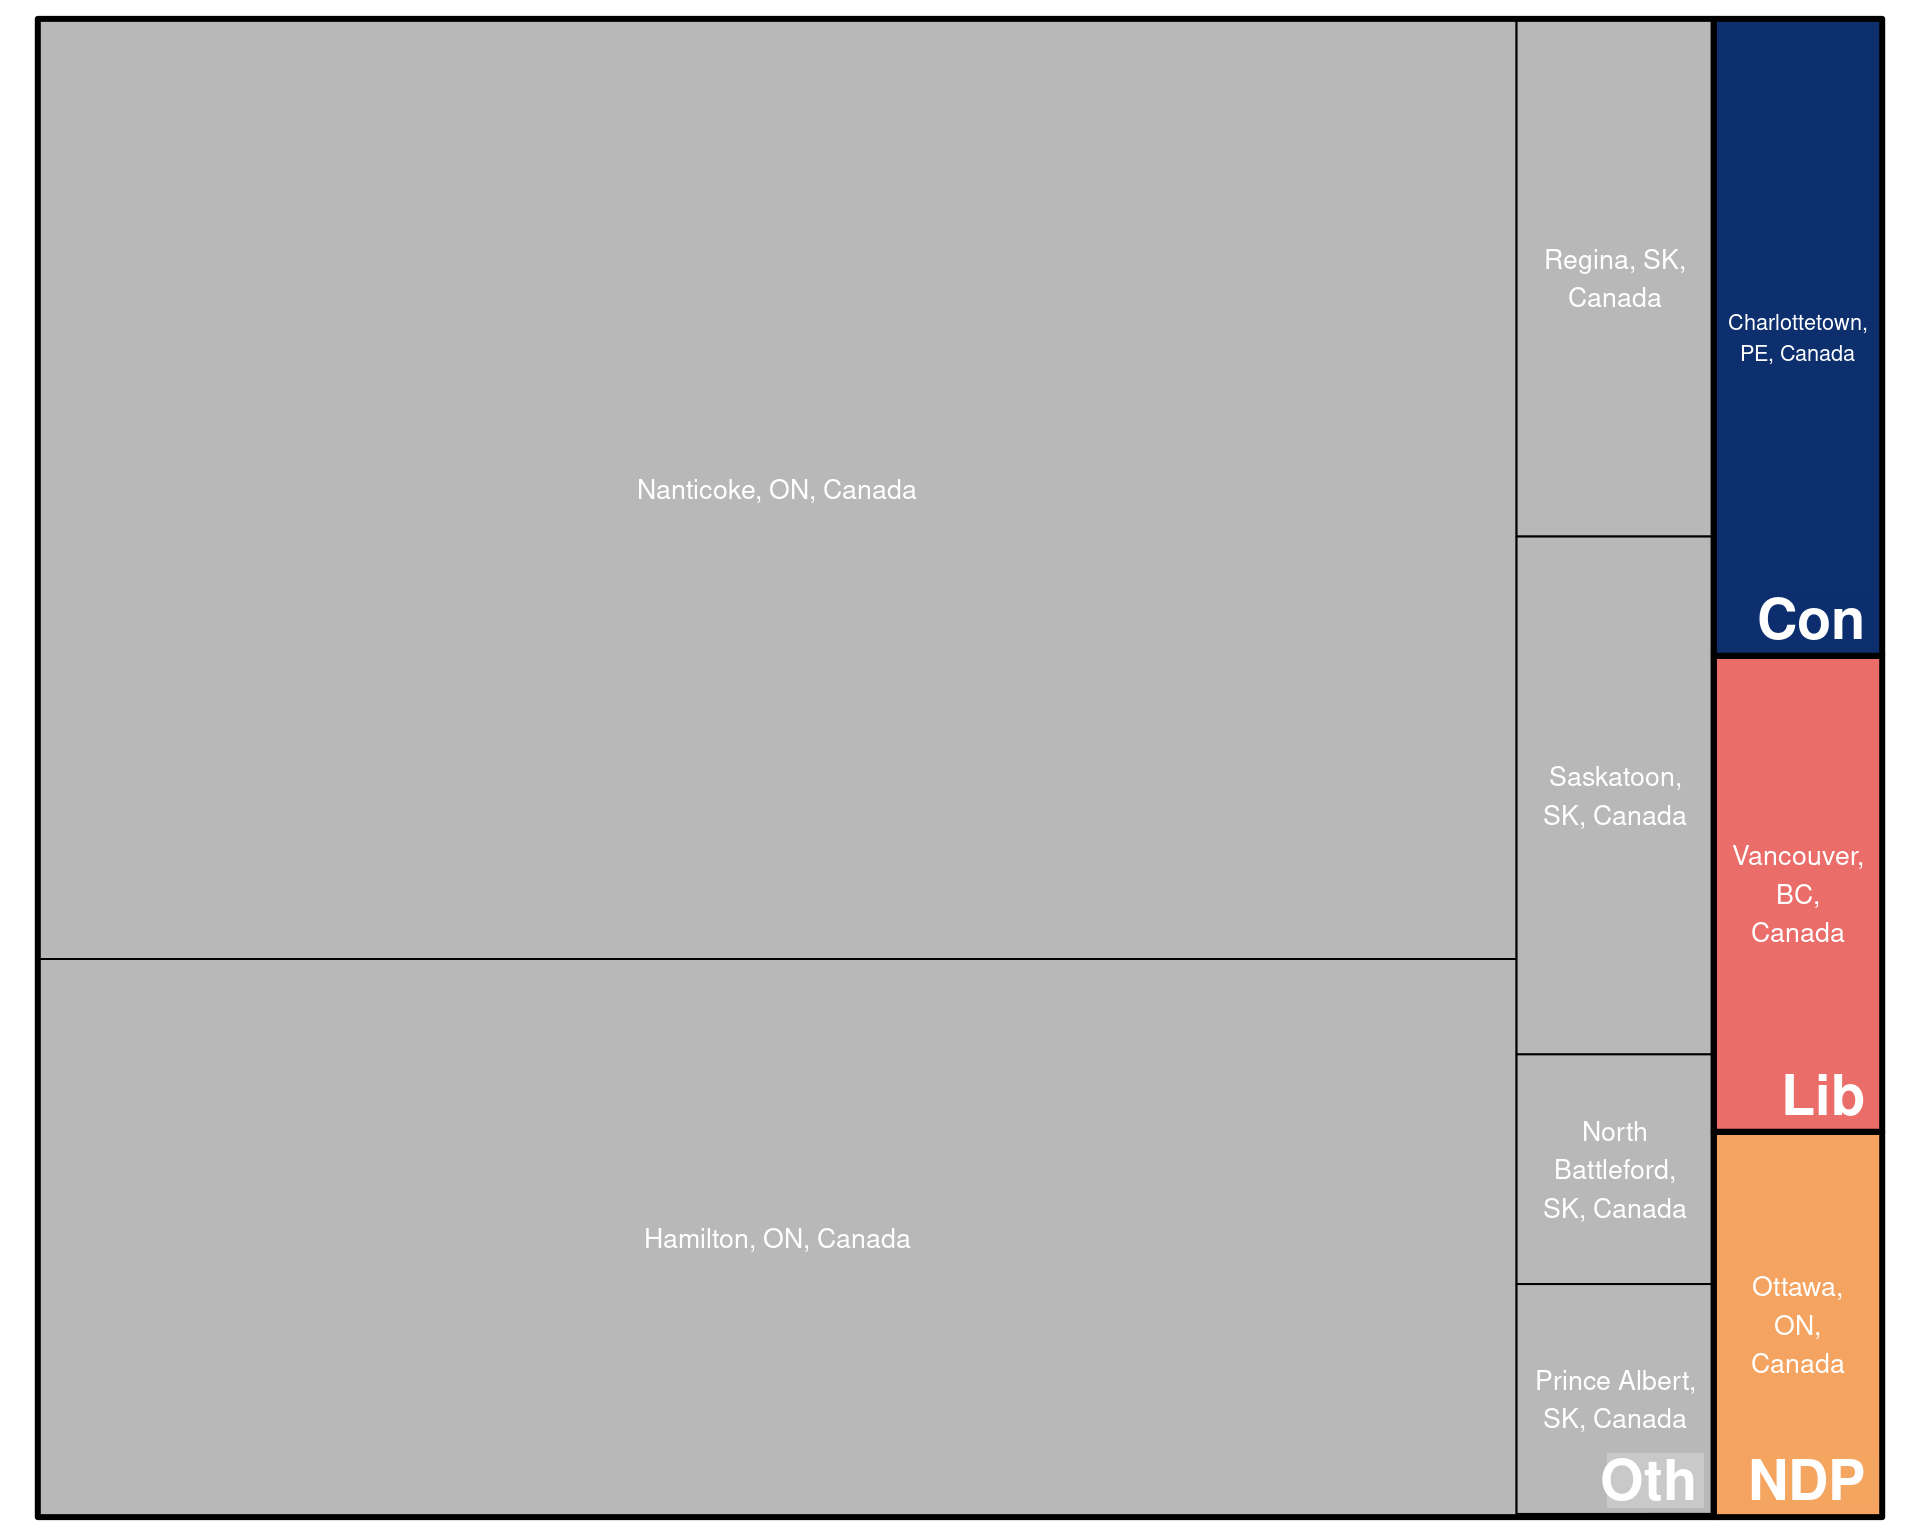 Nanticoke, ON, Canada
Hamilton, ON, Canada
Regina, SK,
Canada
Saskatoon,
SK, Canada
North
Battleford,
SK, Canada
Prince Albert,
SK, Canada
Oth
Charlottetown,
PE, Canada
Con
Vancouver,
BC,
Canada
Lib
Ottawa,
ON,
Canada
NDP